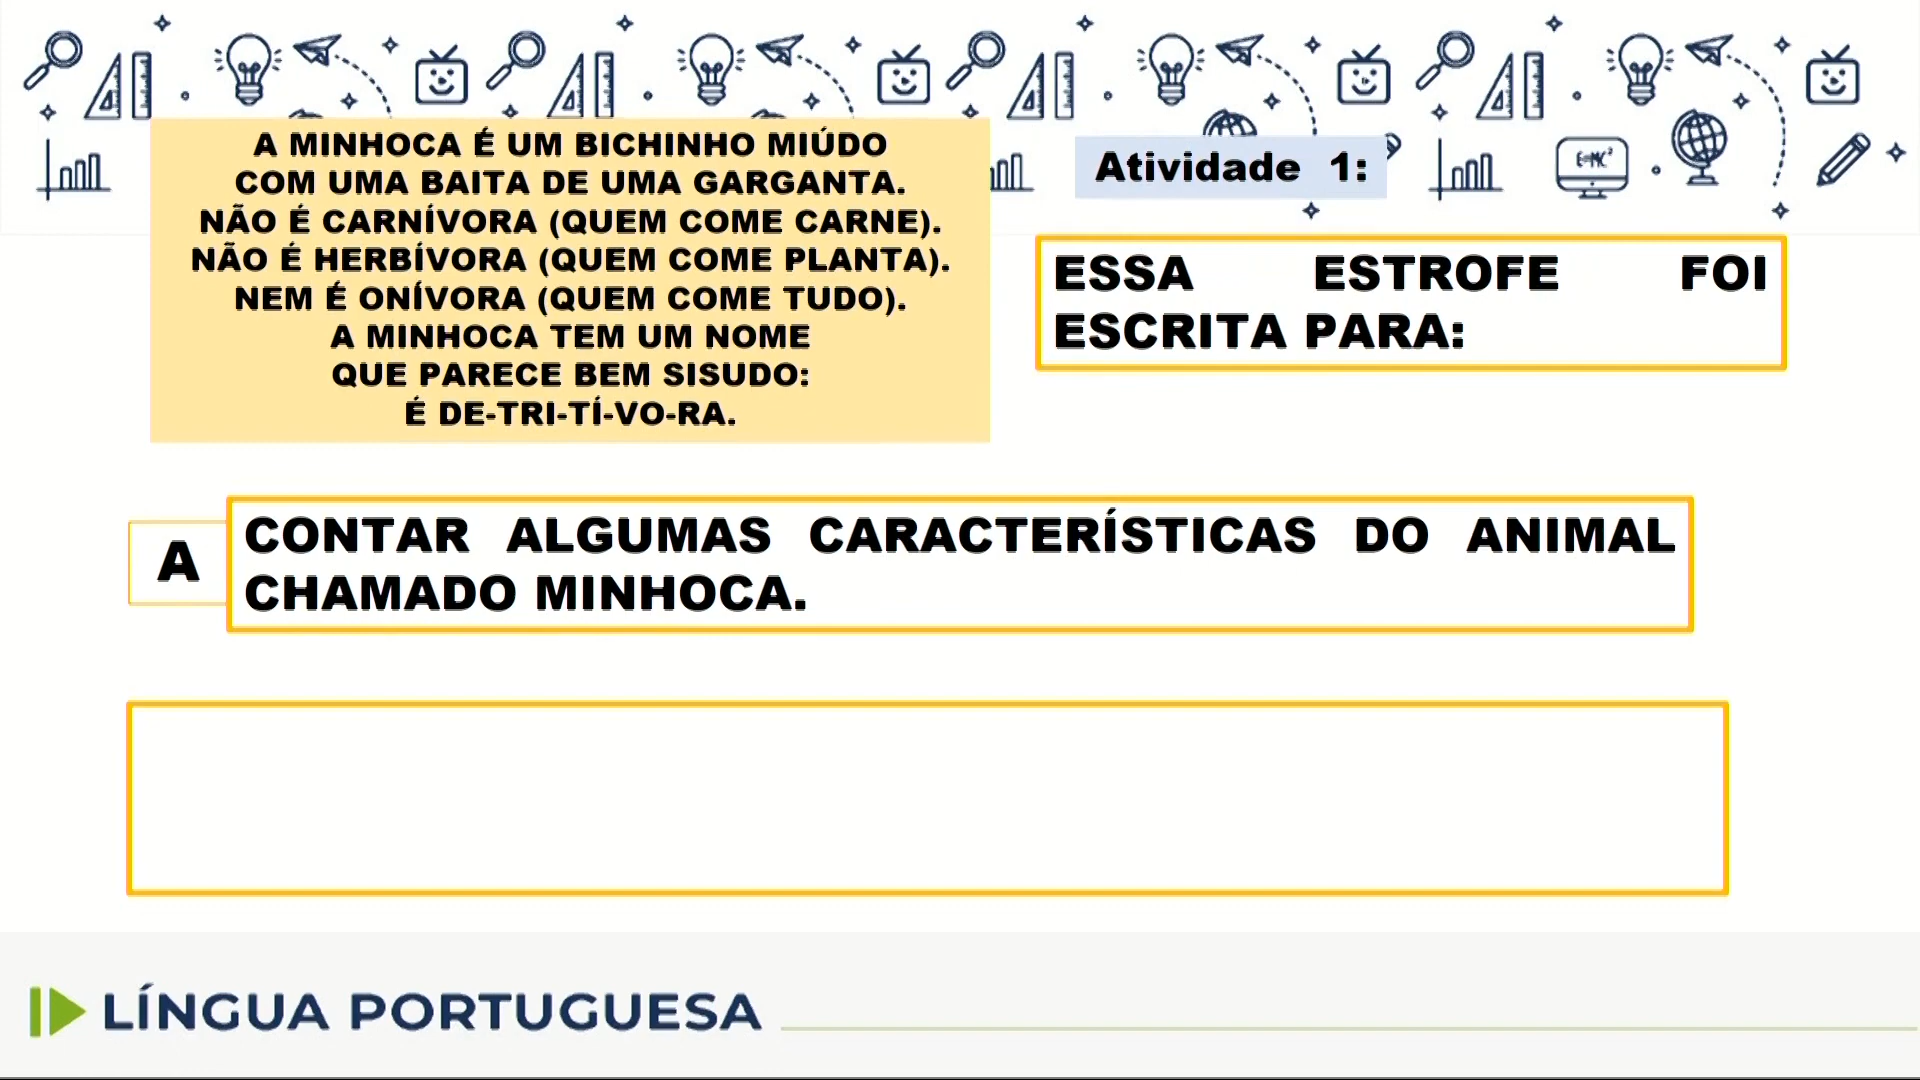 A MINHOCA É UM BICHINHO MIÚDO
COM UMA BAITA DE UMA GARGANTA.
NÃO É CARNÍVORA (QUEM COME CARNE).
NÃO É HERBÍVORA (QUEM COME PLANTA).
NEM É ONÍVORA (QUEM COME TUDO).
A MINHOCA TEM UM NOME
QUE PARECE BEM SISUDO:
É DE-TRI-TÍ-VO-RA.
Atividade 1:
E=MC²
ESSA ESTROFE FOI
ESCRITA PARA:
A
CONTAR ALGUMAS CARACTERÍSTICAS DO ANIMAL
CHAMADO MINHOCA.
LÍNGUA PORTUGUESA